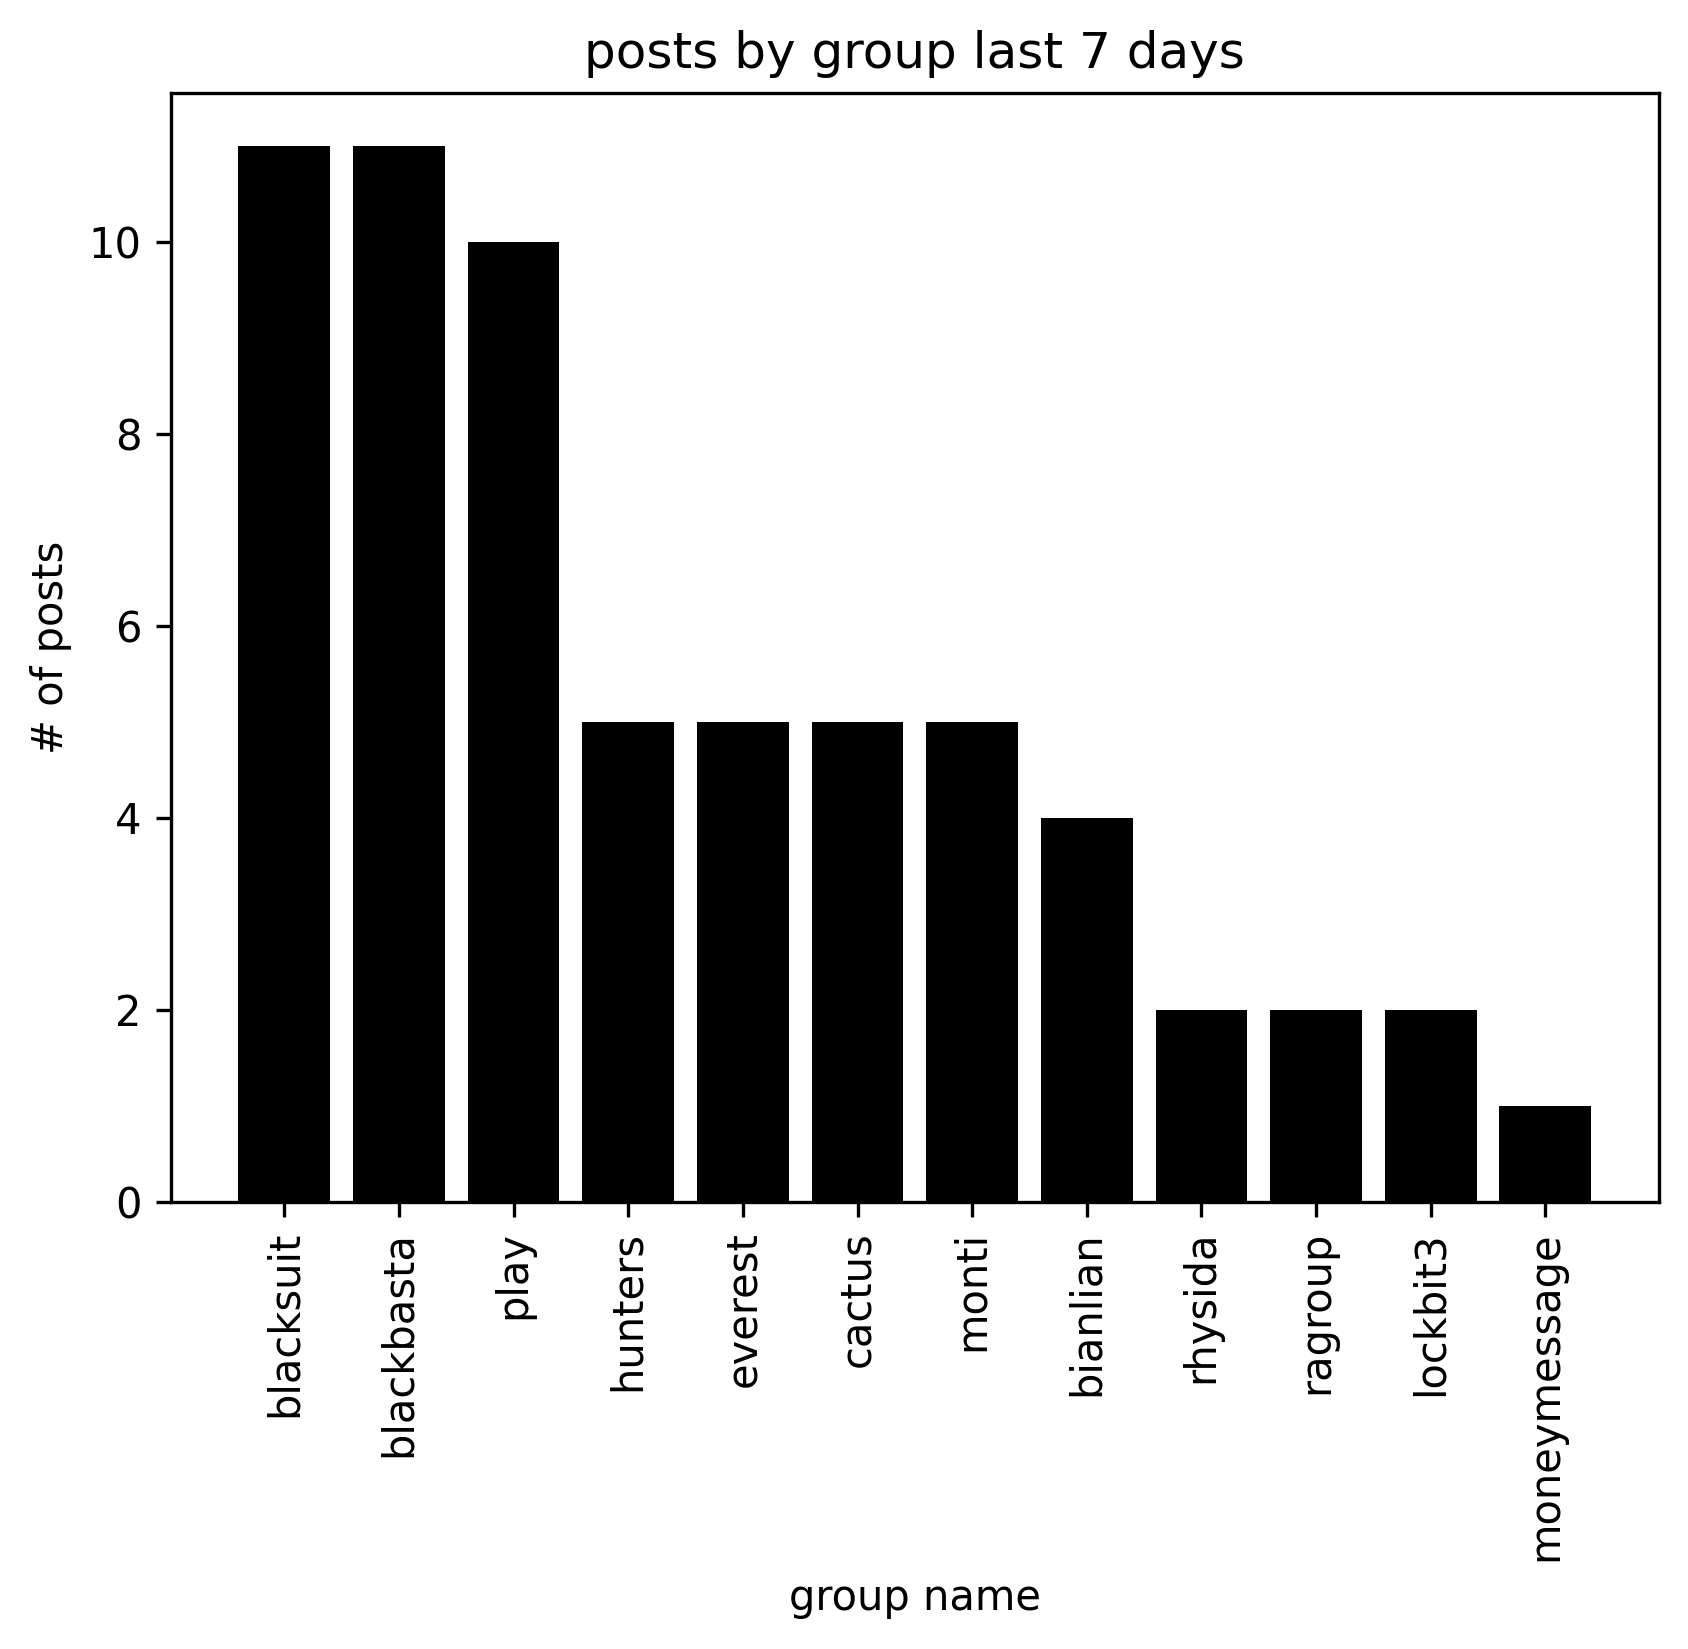 posts by group last 7 days
# of posts
10
8
6
4
2
0
blacksuit
blackbasta
play
hunters
everest
cactus
monti
bianlian
rhysida
ragroup
lockbit3
moneymessage
group name